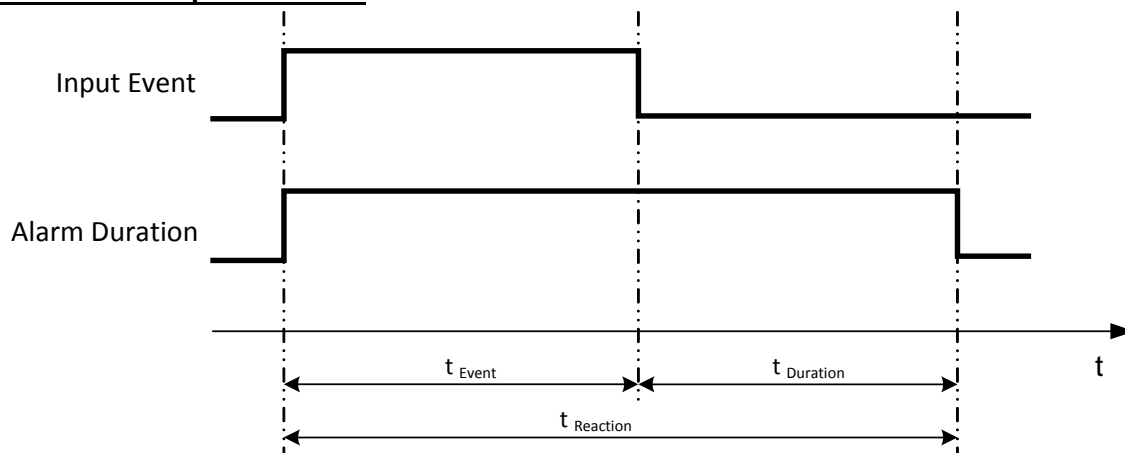 Input Event
Alarm Duration
t
t Event
t Duration
t Reaction